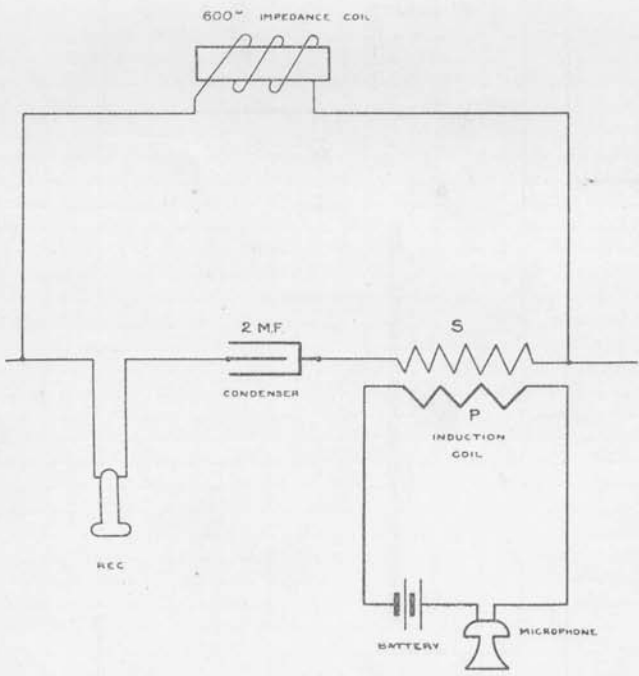 600ω IMPEDANCE COIL
2 M.F.
S
CONDENSER
P
INDUCTION
COIL
REC
BATTERY
MICROPHONE